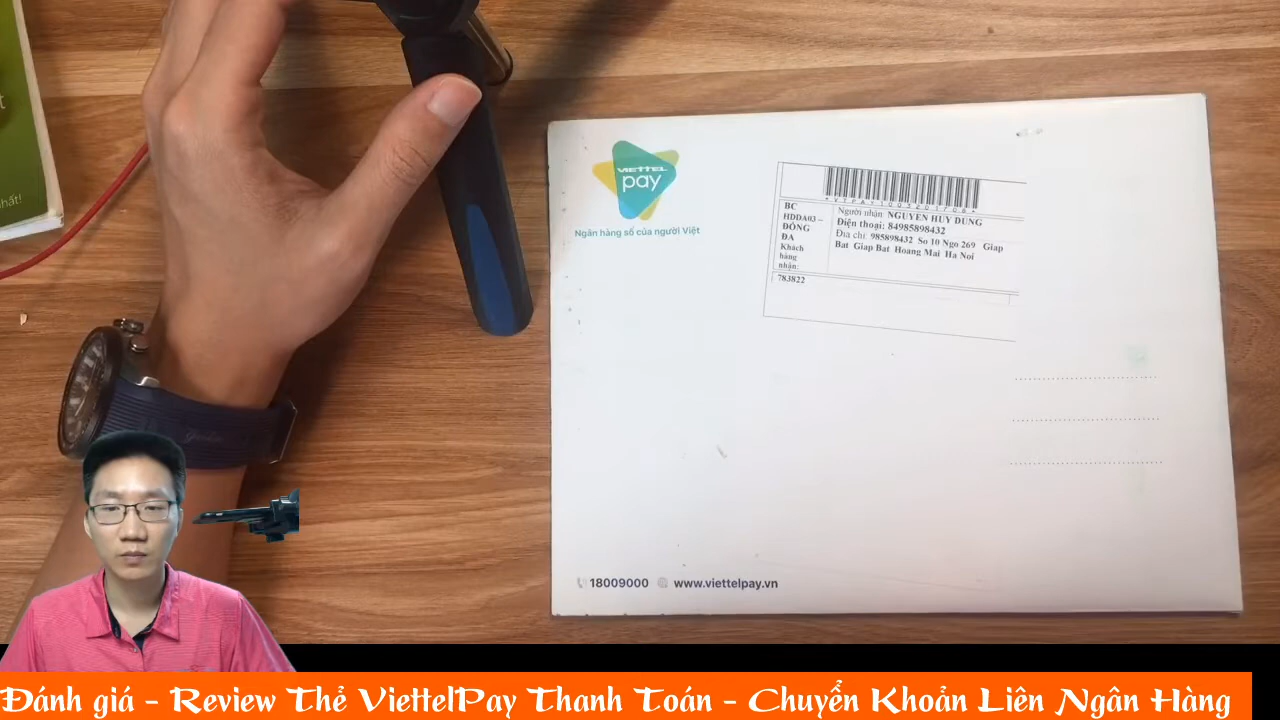 t
nhất!
VIETTEL
pay
Ngân hàng số của người Việt
BC
HDDA03 –
ĐỐNG
ĐA
Khách
hàng
nhận:
783822
Người nhận: NGUYEN HUY DUNG
Điện thoại: 84985898432
Địa chỉ: 985898432 So 10 Ngo 269 Giap
Bat Giap Bat Hoang Mai Ha Noi
18009000 www.viettelpay.vn
Đánh giá - Review Thẻ ViettelPay Thanh Toán - Chuyển Khoản Liên Ngân Hàng